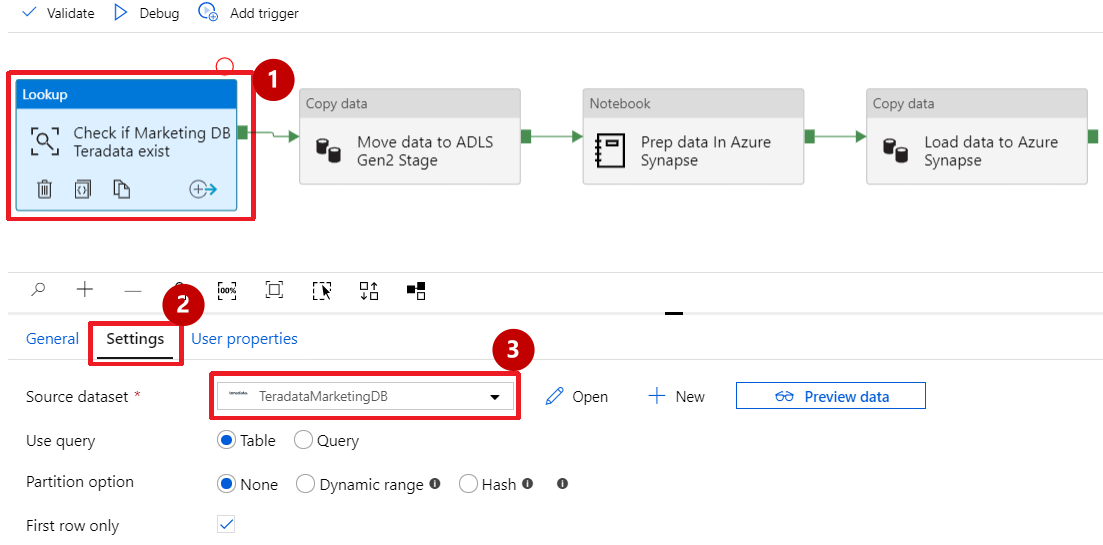 Validate Debug Add trigger
1
Lookup
Check if Marketing DB
Teradata exist
Copy data
Move data to ADLS
Gen2 Stage
Notebook
Prep data In Azure
Synapse
Copy data
Load data to Azure
Synapse
100%
2
General Settings User properties
3
Source dataset * teradata. TeradataMarketingDB Open New Preview data
Use query Table Query
Partition option None Dynamic range Hash
First row only